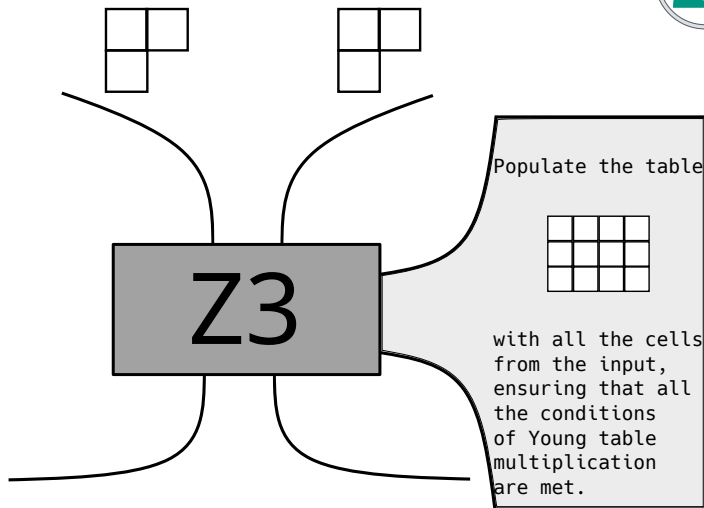 Populate the table
Z3
with all the cells
from the input,
ensuring that all
the conditions
of Young table
multiplication
are met.